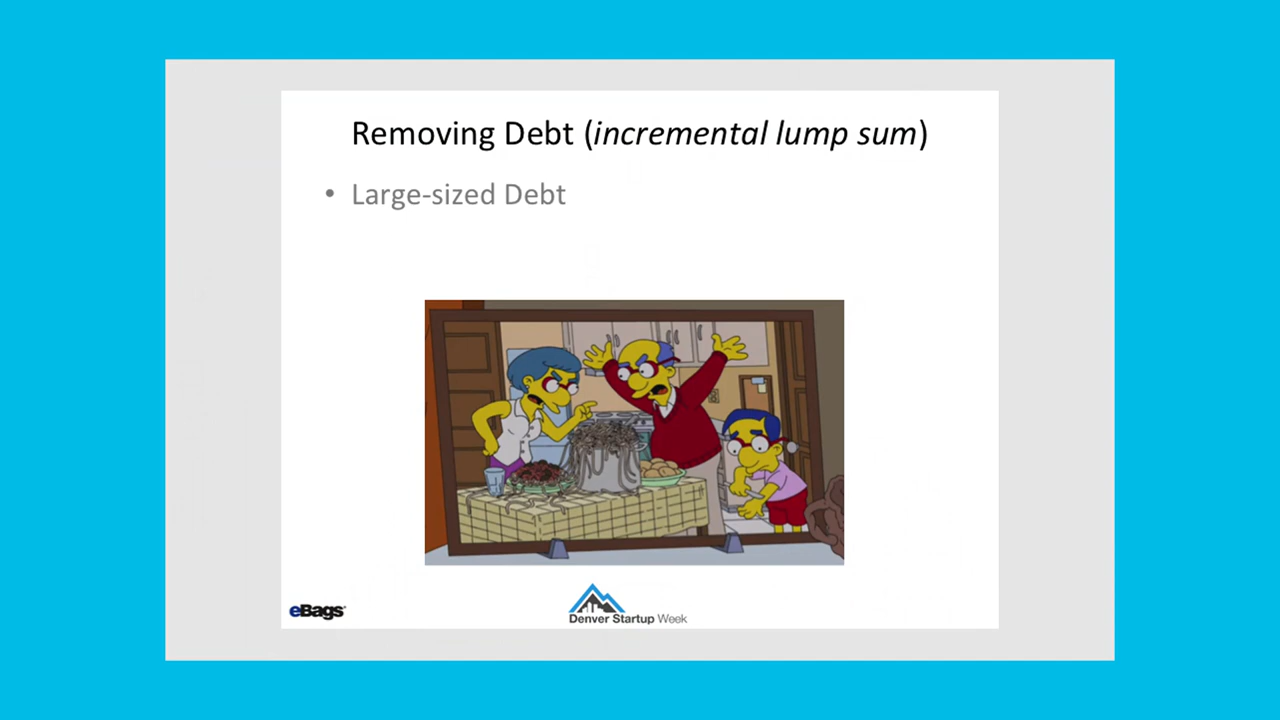 Removing Debt (incremental lump sum)
• Large-sized Debt
eBags
Denver Startup Week